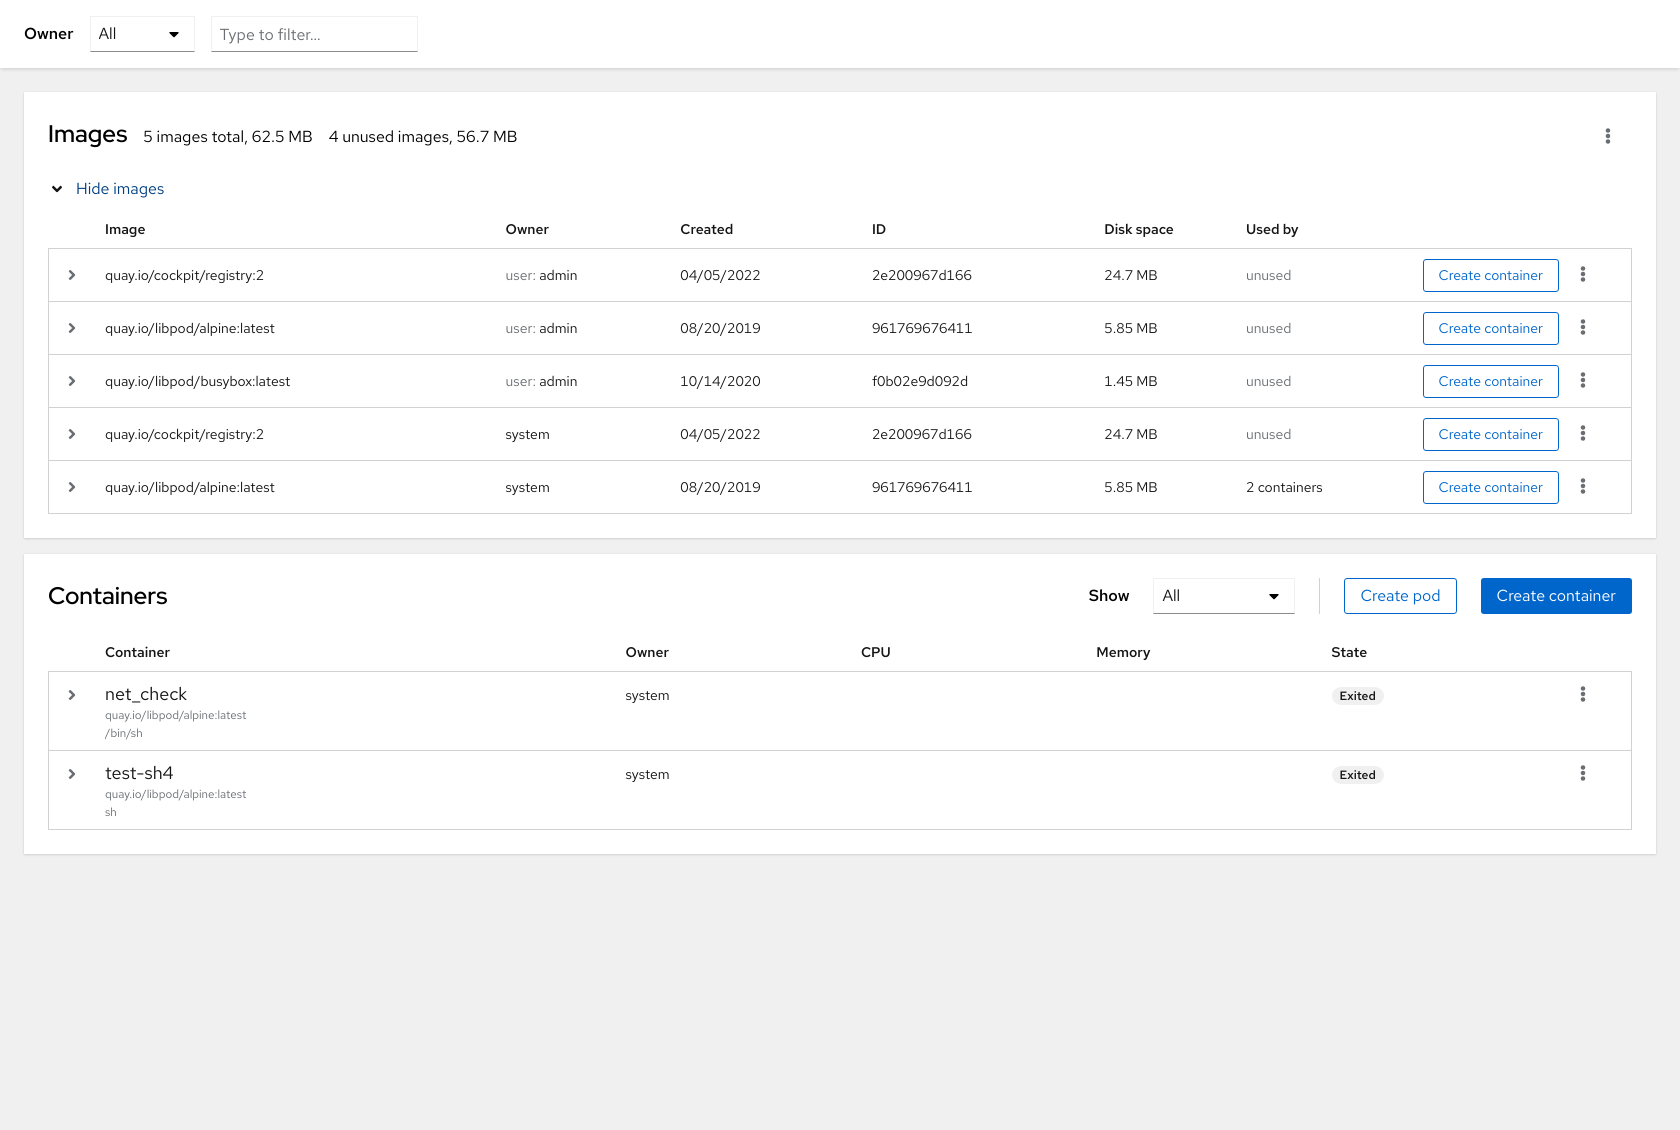 Owner All Type to filter...
Images 5 images total, 62.5 MB 4 unused images, 56.7 MB
Hide images
Image Owner Created ID Disk space Used by
quay.io/cockpit/registry:2 user: admin 04/05/2022 2e200967d166 24.7 MB unused Create container
quay.io/libpod/alpine:latest user: admin 08/20/2019 961769676411 5.85 MB unused Create container
quay.io/libpod/busybox:latest user: admin 10/14/2020 f0b02e9d092d 1.45 MB unused Create container
quay.io/cockpit/registry:2 system 04/05/2022 2e200967d166 24.7 MB unused Create container
quay.io/libpod/alpine:latest system 08/20/2019 961769676411 5.85 MB 2 containers Create container
Containers Show All Create pod Create container
Container Owner CPU Memory State
net_check system Exited
quay.io/libpod/alpine:latest
/bin/sh
test-sh4 system Exited
quay.io/libpod/alpine:latest
sh